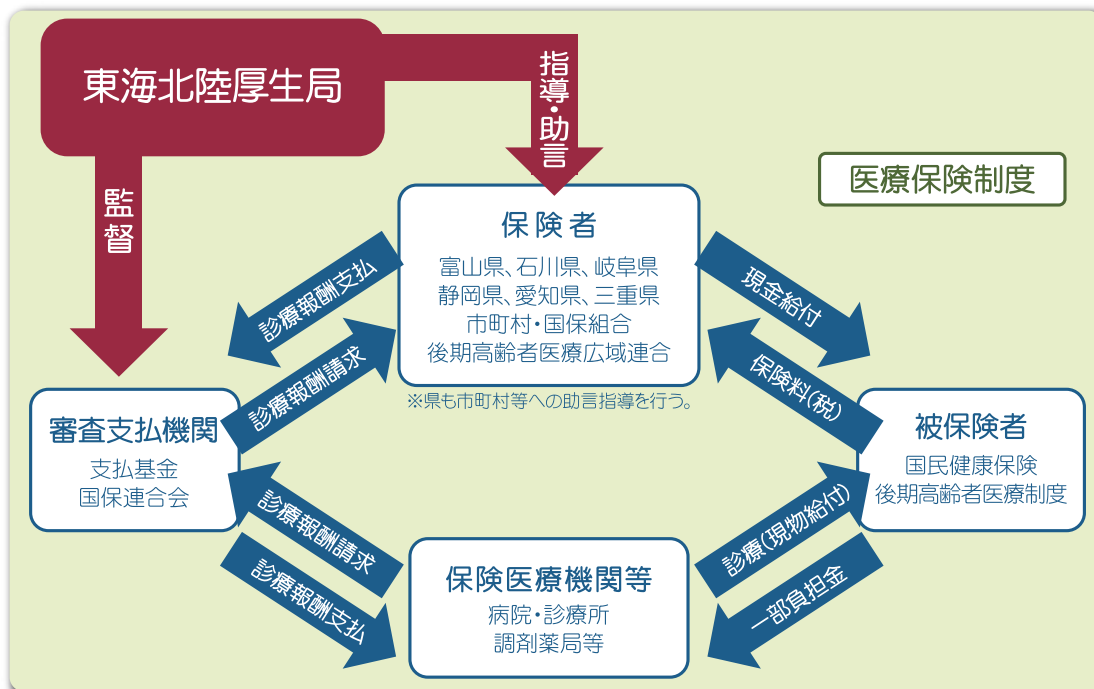 東海北陸厚生局
指導・助言
監督
医療保険制度
保険者
富山県、石川県、岐阜県
静岡県、愛知県、三重県
市町村・国保組合
後期高齢者医療広域連合
※県も市町村等への助言指導を行う。
診療報酬支払
診療報酬請求
現金給付
保険料(税)
審査支払機関
支払基金
国保連合会
被保険者
国民健康保険
後期高齢者医療制度
診療報酬請求
診療報酬支払
診療(現物給付)
一部負担金
保険医療機関等
病院・診療所
調剤薬局等